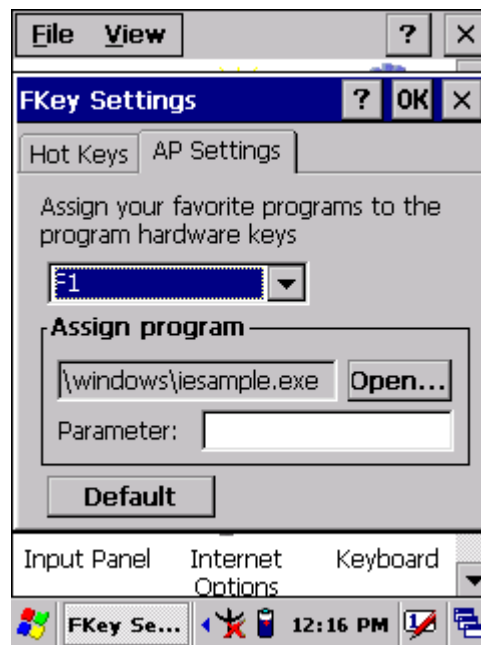 File View ? ×
FKey Settings ? OK ×
Hot Keys AP Settings
Assign your favorite programs to the
program hardware keys
F1
Assign program
\windows\iesample.exe Open...
Parameter:
Default
Input Panel Internet Keyboard
Options
FKey Se... 12:16 PM